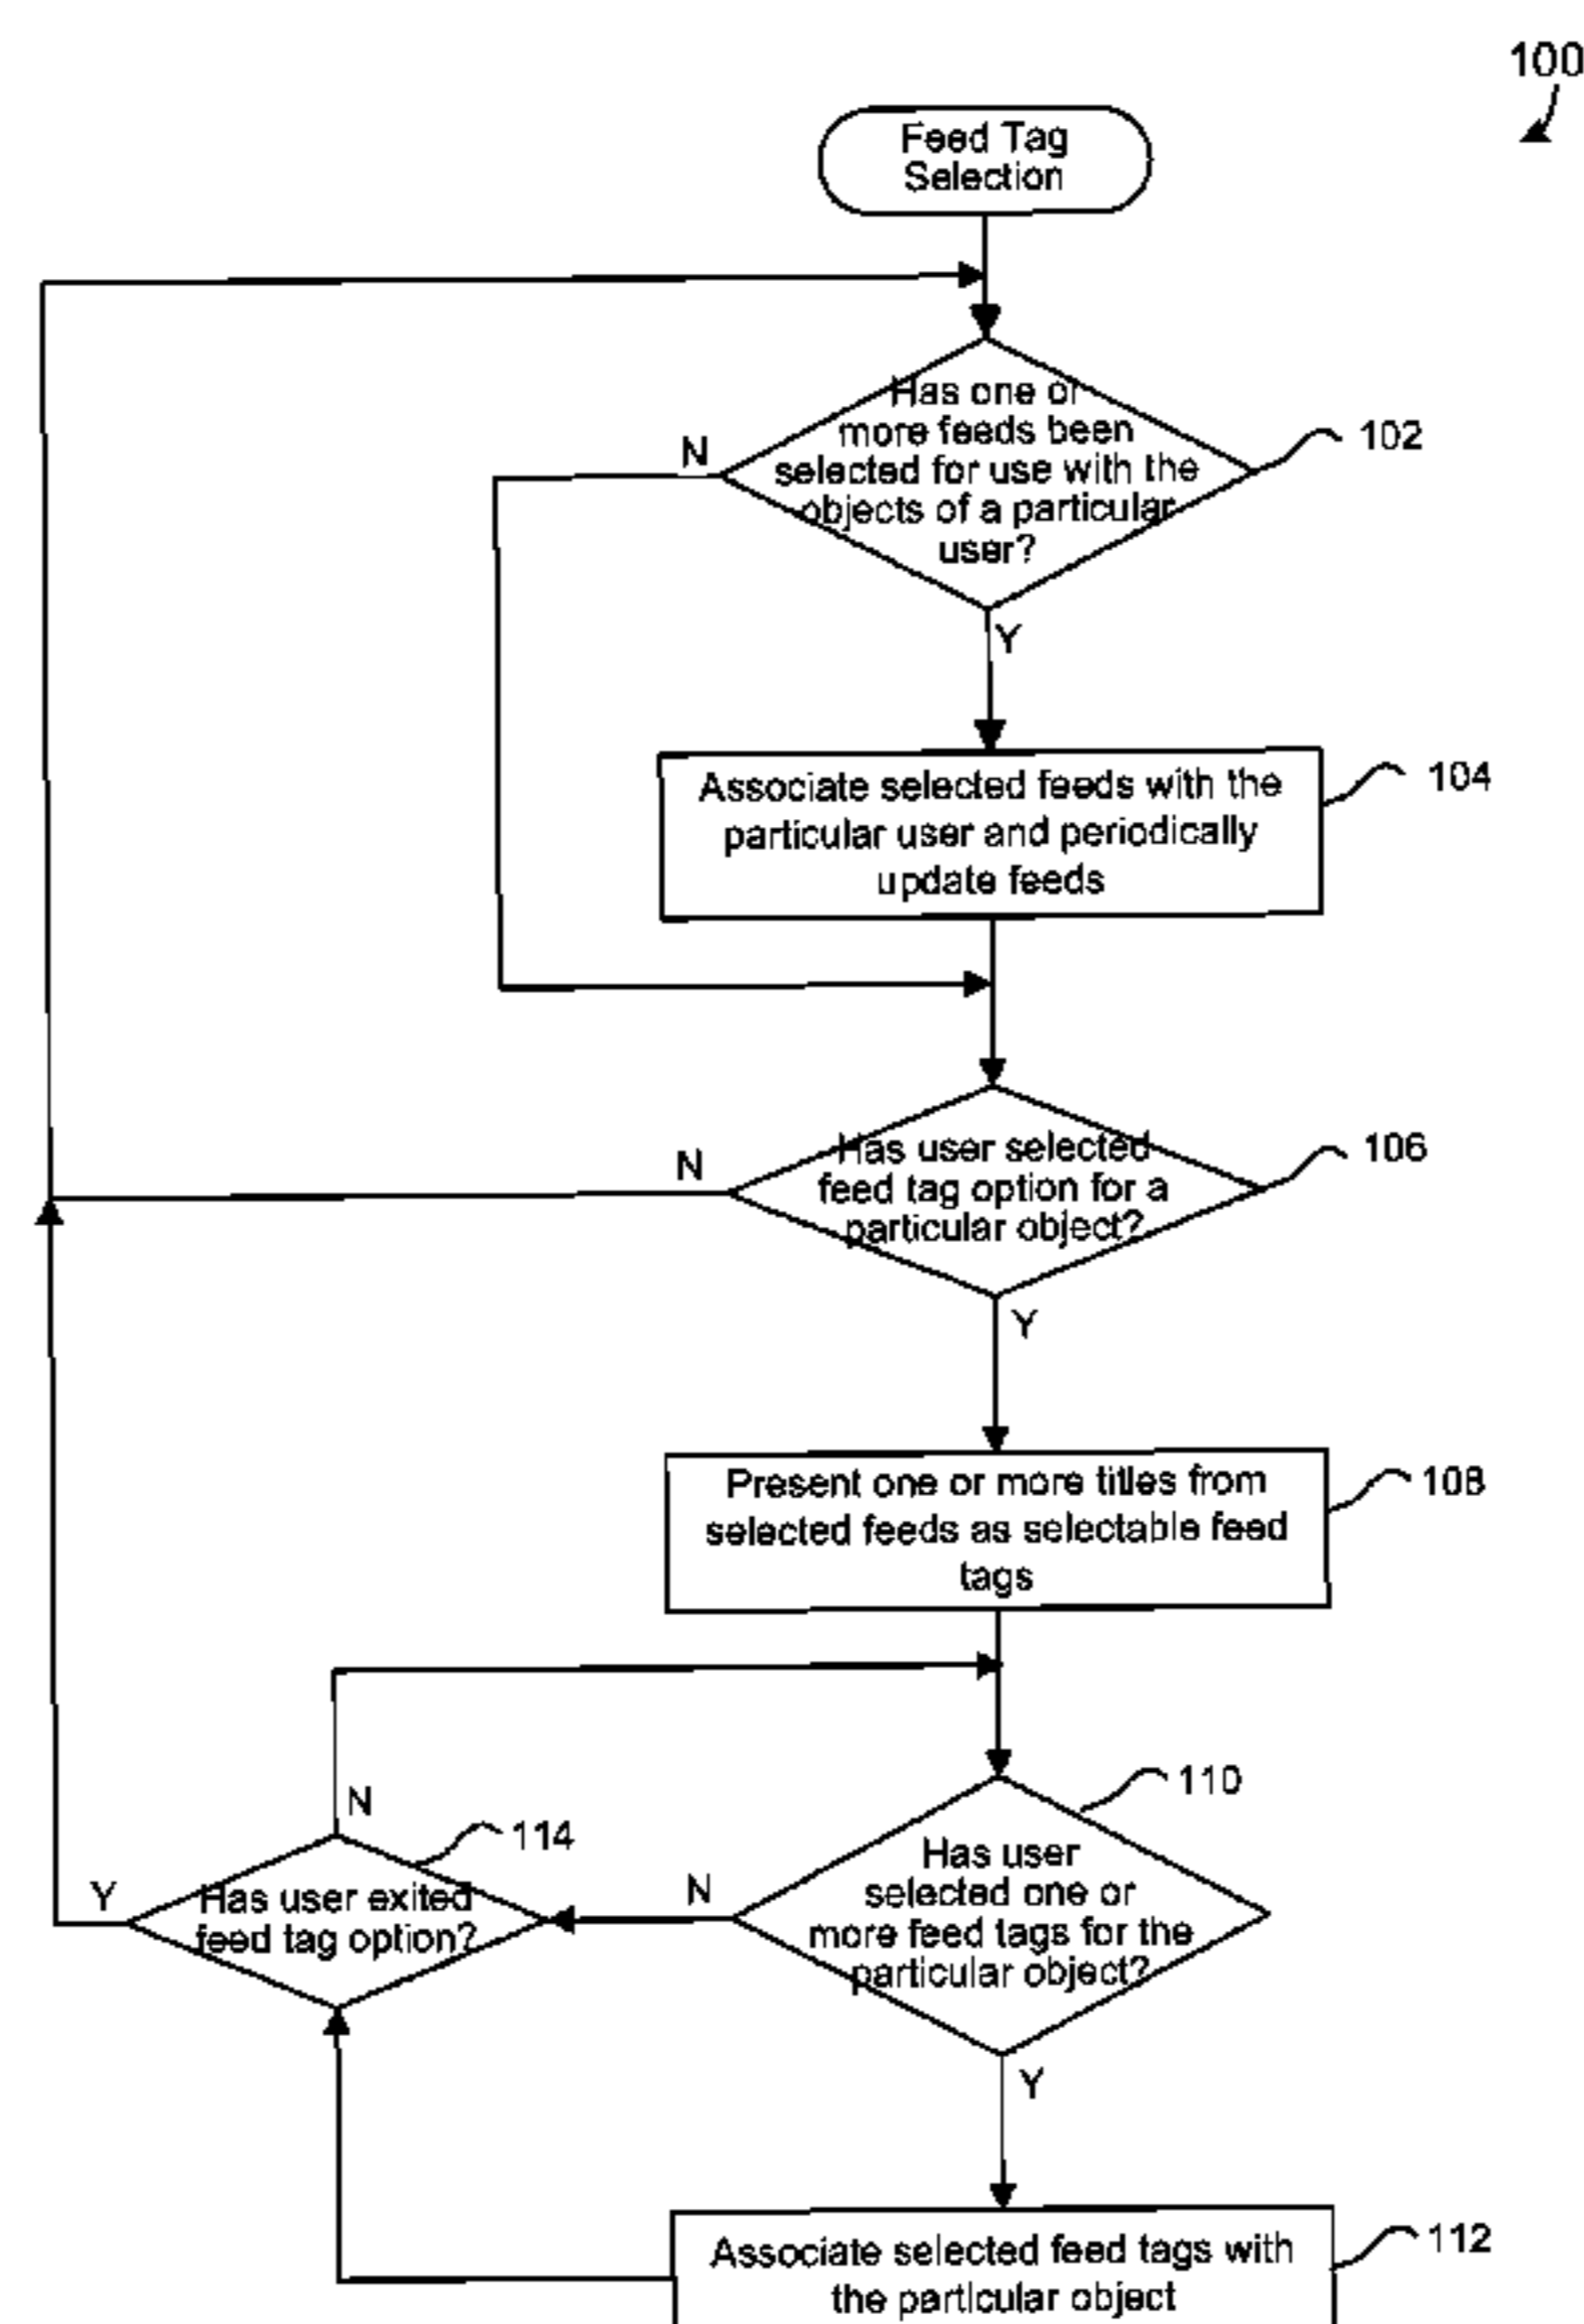 100
Feed Tag
Selection
Has one or
more feeds been
selected for use with the
objects of a particular
user?
102
N
Y
Associate selected feeds with the
particular user and periodically
update feeds
104
Has user selected
feed tag option for a
particular object?
106
N
Y
Present one or more titles from
selected feeds as selectable feed
tags
108
N
110
114
Has user
selected one or
more feed tags for the
particular object?
N
Y
Has user exited
feed tag option?
Y
Associate selected feed tags with
the particular object
112